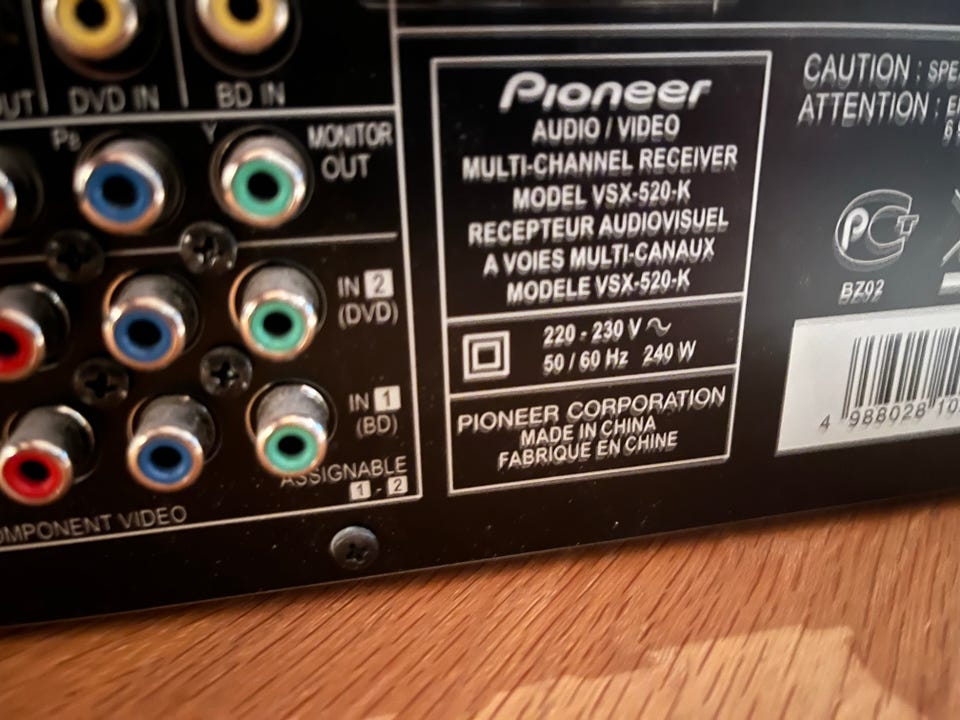 DVD IN
BD IN
PB
Y
MONITOR
OUT
IN 2
(DVD)
IN 1
(BD)
ASSIGNABLE
1 - 2
COMPONENT VIDEO
Pioneer
AUDIO / VIDEO
MULTI-CHANNEL RECEIVER
MODEL VSX-520-K
RECEPTEUR AUDIOVISUEL
A VOIES MULTI-CANAUX
MODELE VSX-520-K
220 - 230 V ~
50 / 60 Hz 240 W
PIONEER CORPORATION
MADE IN CHINA
FABRIQUE EN CHINE
CAUTION :
ATTENTION :
PCT
BZ02
4 988028